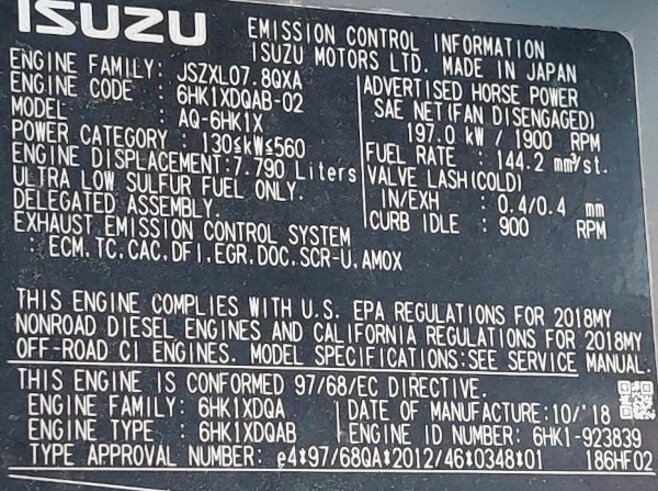 ISUZU
EMISSION CONTROL INFORMATION
ISUZU MOTORS LTD. MADE IN JAPAN
ENGINE FAMILY: JSZXL07.8QXA
ENGINE CODE : 6HK1XDQAB-02
MODEL : AQ-6HK1X
POWER CATEGORY : 130≤kW≤560
ENGINE DISPLACEMENT:7.790 Liters
ULTRA LOW SULFUR FUEL ONLY.
DELEGATED ASSEMBLY.
EXHAUST EMISSION CONTROL SYSTEM
: ECM.TC.CAC.DFI.EGR.DOC.SCR-U.AMOX
ADVERTISED HORSE POWER
SAE NET(FAN DISENGAGED)
197.0 kW / 1900 RPM
FUEL RATE : 144.2 mm³/st.
VALVE LASH(COLD)
IN/EXH : 0.4/0.4 mm
CURB IDLE : 900 RPM
THIS ENGINE COMPLIES WITH U.S. EPA REGULATIONS FOR 2018MY
NONROAD DIESEL ENGINES AND CALIFORNIA REGULATIONS FOR 2018MY
OFF-ROAD CI ENGINES. MODEL SPECIFICATIONS:SEE SERVICE MANUAL.
THIS ENGINE IS CONFORMED 97/68/EC DIRECTIVE.
ENGINE FAMILY: 6HK1XDQA
DATE OF MANUFACTURE:10/'18
ENGINE TYPE : 6HK1XDQAB
ENGINE ID NUMBER: 6HK1-923839
TYPE APPROVAL NUMBER: e4*97/68QA*2012/46*0348*01
186HF02